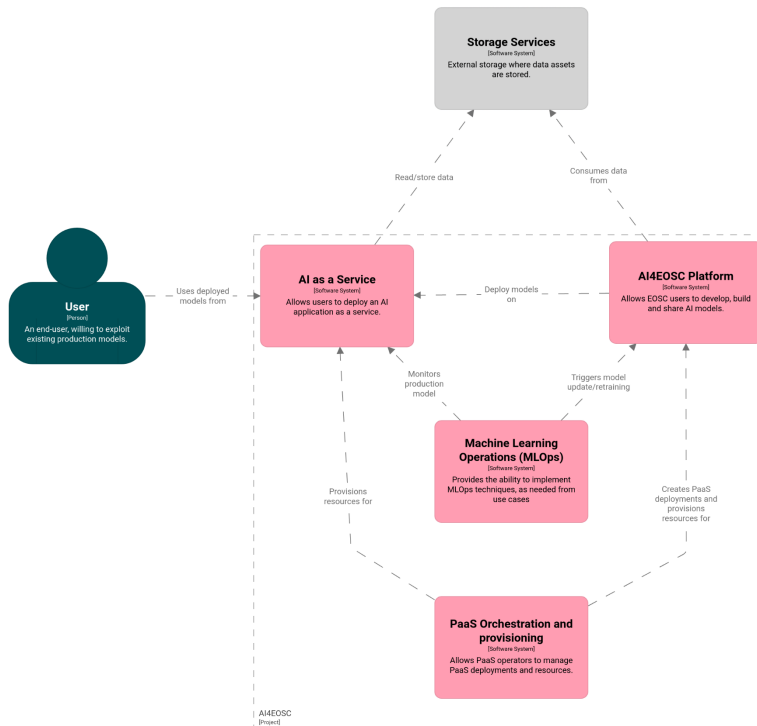 Storage Services
[Software System]
External storage where data assets
are stored.
Read/store data
Consumes data
from
AI as a Service
[Software System]
Allows users to deploy an AI
application as a service.
AI4EOSC Platform
[Software System]
Allows EOSC users to develop, build
and share AI models.
Uses deployed
models from
Deploy models
on
User
[Person]
An end-user, willing to exploit
existing production models.
Monitors
production
model
Triggers model
update/retraining
Machine Learning
Operations (MLOps)
[Software System]
Provides the ability to implement
MLOps techniques, as needed from
use cases
Provisions
resources for
Creates PaaS
deployments and
provisions
resources for
PaaS Orchestration and
provisioning
[Software System]
Allows PaaS operators to manage
PaaS deployments and resources.
AI4EOSC
[Project]